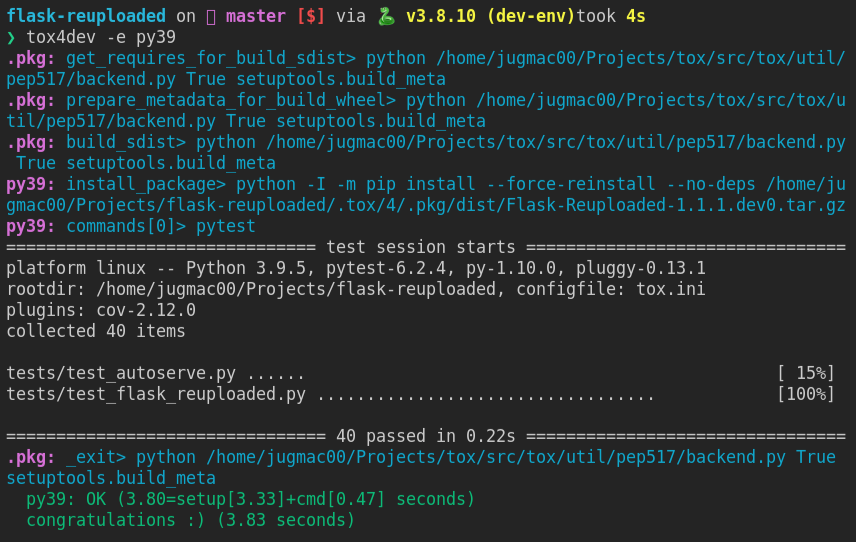 flask-reuploaded on  master [$] via 🐍 v3.8.10 (dev-env)took 4s
❯ tox4dev -e py39
.pkg: get_requires_for_build_sdist> python /home/jugmac00/Projects/tox/src/tox/util/
pep517/backend.py True setuptools.build_meta
.pkg: prepare_metadata_for_build_wheel> python /home/jugmac00/Projects/tox/src/tox/u
til/pep517/backend.py True setuptools.build_meta
.pkg: build_sdist> python /home/jugmac00/Projects/tox/src/tox/util/pep517/backend.py
 True setuptools.build_meta
py39: install_package> python -I -m pip install --force-reinstall --no-deps /home/ju
gmac00/Projects/flask-reuploaded/.tox/4/.pkg/dist/Flask-Reuploaded-1.1.1.dev0.tar.gz
py39: commands[0]> pytest
=============================== test session starts ================================
platform linux -- Python 3.9.5, pytest-6.2.4, py-1.10.0, pluggy-0.13.1
rootdir: /home/jugmac00/Projects/flask-reuploaded, configfile: tox.ini
plugins: cov-2.12.0
collected 40 items
tests/test_autoserve.py ...... [ 15%]
tests/test_flask_reuploaded.py .................................. [100%]
================================ 40 passed in 0.22s ================================
.pkg: _exit> python /home/jugmac00/Projects/tox/src/tox/util/pep517/backend.py True
setuptools.build_meta
  py39: OK (3.80=setup[3.33]+cmd[0.47] seconds)
  congratulations :) (3.83 seconds)